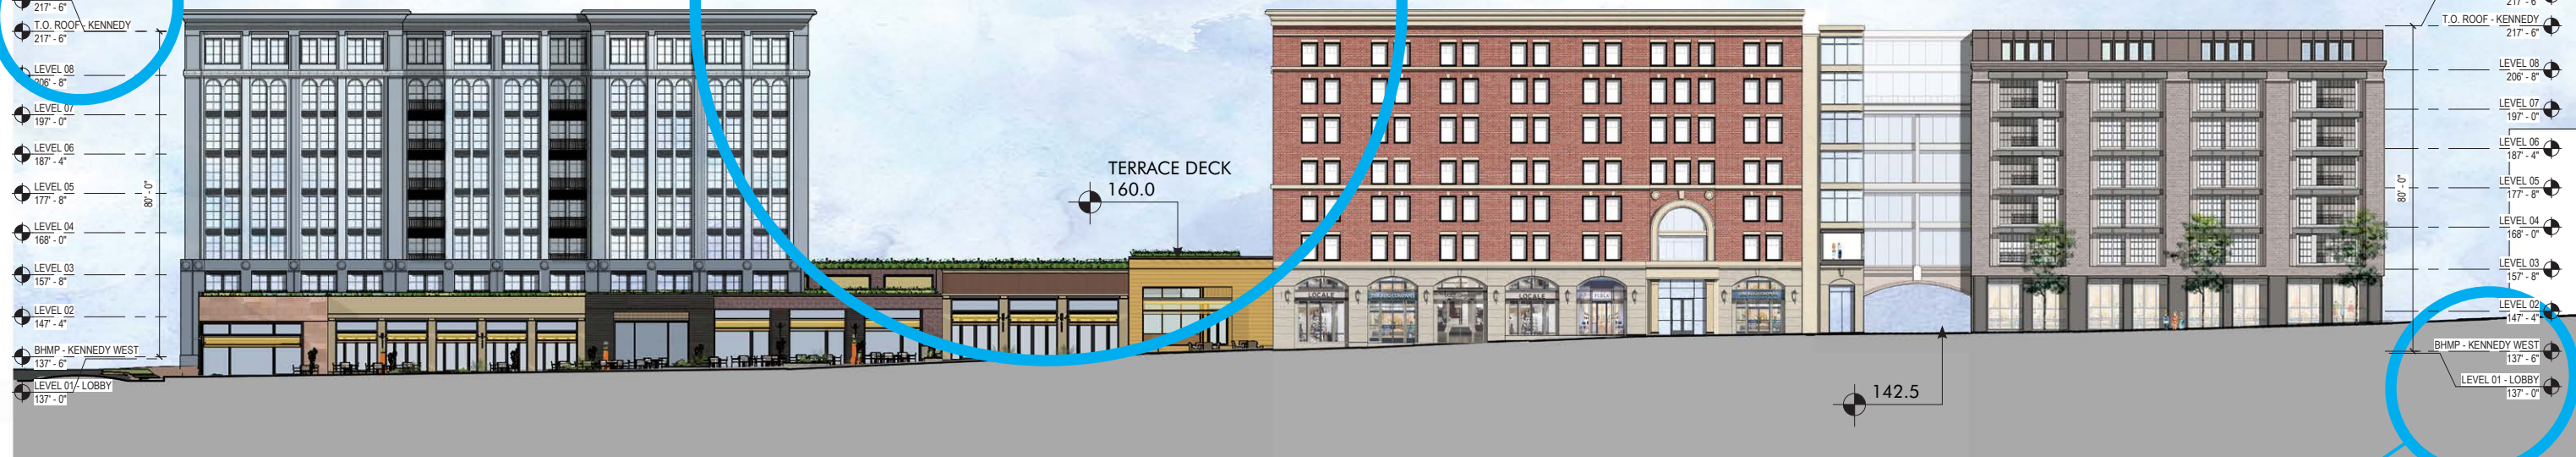 217' - 6"
T.O. ROOF - KENNEDY
217' - 6"
LEVEL 08
206' - 8"
LEVEL 07
197' - 0"
LEVEL 06
187' - 4"
LEVEL 05
177' - 8"
LEVEL 04
168' - 0"
LEVEL 03
157' - 8"
LEVEL 02
147' - 4"
BHMP - KENNEDY WEST
137' - 6"
LEVEL 01 - LOBBY
137' - 0"
80' - 0"
TERRACE DECK
160.0
LOCALE
LOCALE
142.5
217' - 6"
T.O. ROOF - KENNEDY
217' - 6"
LEVEL 08
206' - 8"
LEVEL 07
197' - 0"
LEVEL 06
187' - 4"
LEVEL 05
177' - 8"
LEVEL 04
168' - 0"
LEVEL 03
157' - 8"
LEVEL 02
147' - 4"
BHMP - KENNEDY WEST
137' - 6"
LEVEL 01 - LOBBY
137' - 0"
80' - 0"